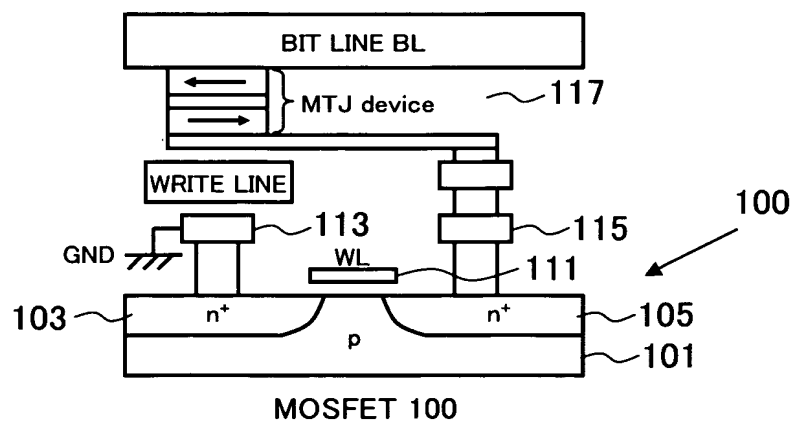 BIT LINE BL
MTJ device
117
WRITE LINE
100
113
115
GND
WL
111
103
n+
n+
105
p
101
MOSFET 100